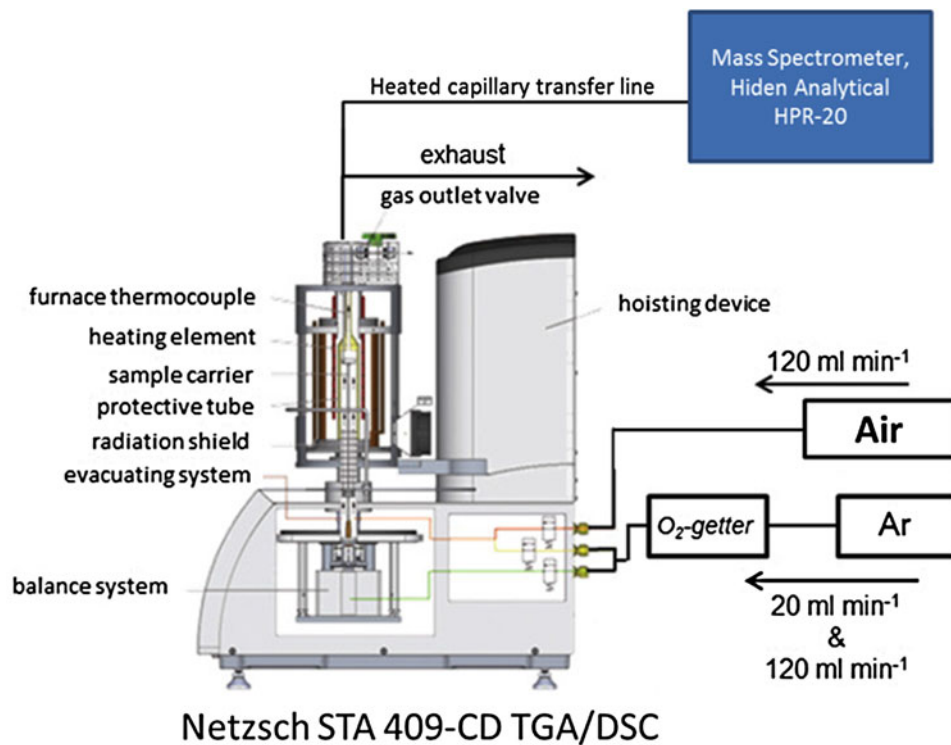 Mass Spectrometer,
Hiden Analytical
HPR-20
Heated capillary transfer line
exhaust
gas outlet valve
furnace thermocouple
heating element
sample carrier
protective tube
radiation shield
evacuating system
balance system
hoisting device
120 ml min⁻¹
Air
O₂-getter
Ar
20 ml min⁻¹
&
120 ml min⁻¹
Netzsch STA 409-CD TGA/DSC